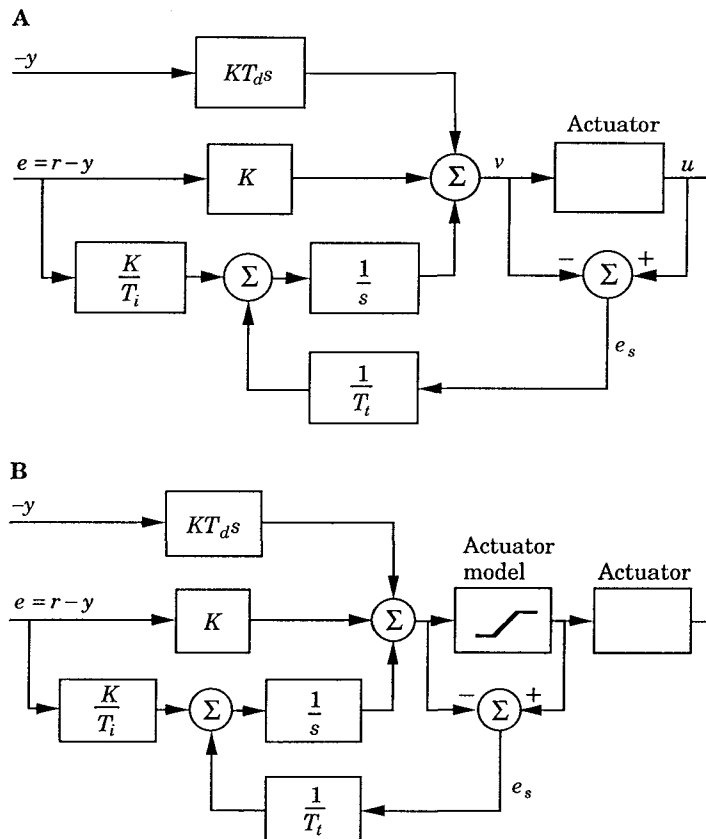 A
−y
KT_d s
Actuator
e = r − y
K
Σ
v
u
K/T_i
Σ
1/s
−
Σ
+
e_s
1/T_t
B
−y
KT_d s
Actuator model
Actuator
e = r − y
K
Σ
K/T_i
Σ
1/s
−
Σ
+
e_s
1/T_t